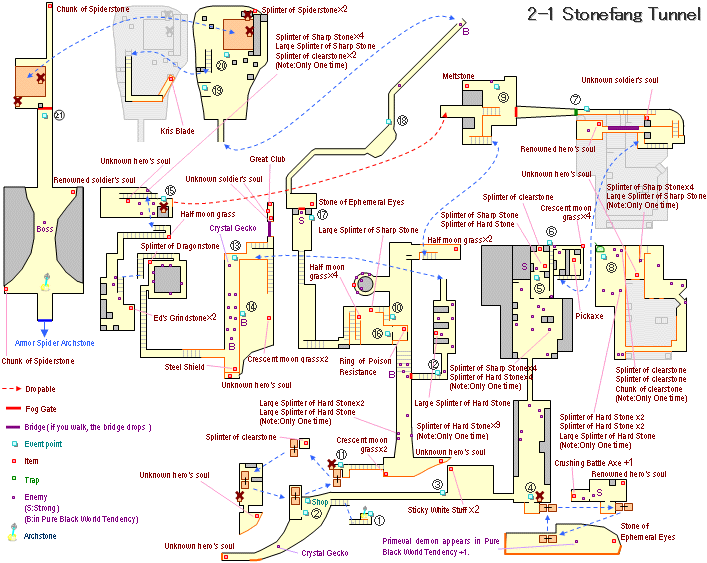 2-1 Stonefang Tunnel
Chunk of Spiderstone
Splinter of Spiderstone×2
Splinter of Sharp Stone×4
Large Splinter of Sharp Stone
Splinter of clearstone×2
(Note:Only One time)
B
Meltstone
⑨
⑦
Unknown soldier's soul
⑳
⑲
㉑
Kris Blade
⑱
Unknown hero's soul
Renowned soldier's soul
Great Club
Unknown soldier's soul
Renowned hero's soul
Unknown hero's soul
⑮
Half moon grass
Stone of Ephemeral Eyes
⑰
S
Splinter of clearstone
Splinter of Sharp Stone
Splinter of Hard Stone
Crescent moon
grass×4
Splinter of Sharp Stone×4
Large Splinter of Sharp Stone
(Note:Only One time)
Boss
Crystal Gecko
Large Splinter of Sharp Stone
Half moon grass×2
⑥
Splinter of Dragonstone
⑬
Half moon
grass×4
S
⑤
⑧
Ed's Grindstone×2
⑭
B
⑩
⑯
Pickaxe
Armor Spider Archstone
Crescent moon grass×2
B
Ring of Poison
Resistance
⑫
Splinter of Sharp Stone×4
Splinter of Hard Stone×4
(Note:Only One time)
Splinter of clearstone
Splinter of clearstone
Chunk of clearstone
(Note:Only One time)
Chunk of Spiderstone
Steel Shield
Unknown hero's soul
B
Large Splinter of Hard Stone
Droppable
Fog Gate
Bridge (if you walk, the bridge drops )
Event point
Item
Trap
Enemy
(S:Strong)
(B:in Pure Black World Tendency)
Archstone
Large Splinter of Hard Stone×2
Large Splinter of Hard Stone
(Note:Only One time)
Splinter of Hard Stone×9
(Note:Only One time)
Splinter of Hard Stone×2
Splinter of Hard Stone×2
Large Splinter of Hard Stone
(Note:Only One time)
Splinter of clearstone
Crescent moon
grass×2
Unknown hero's soul
⑪
Crushing Battle Axe +1
Renowned hero's soul
S
Unknown hero's soul
③
④
Shop
②
①
Sticky White Stuff×2
Stone of
Ephemeral Eyes
Unknown hero's soul
Crystal Gecko
Primeval demon appears in Pure
Black World Tendency +1.